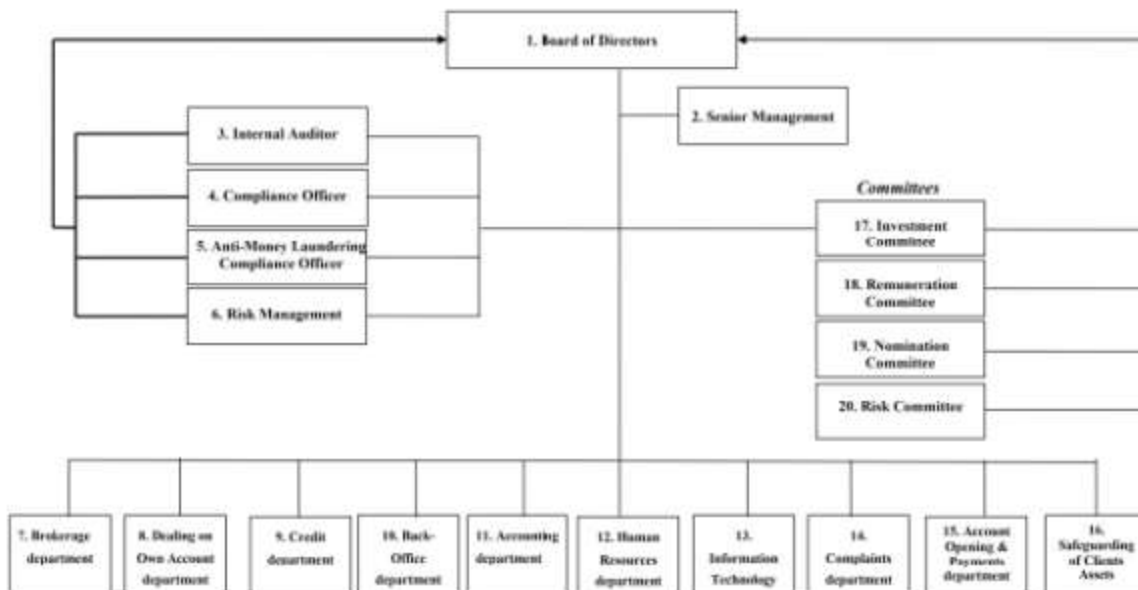 1. Board of Directors
2. Senior Management
3. Internal Auditor
4. Compliance Officer
5. Anti-Money Laundering
Compliance Officer
6. Risk Management
Committees
17. Investment
Committee
18. Remuneration
Committee
19. Nomination
Committee
20. Risk Committee
7. Brokerage
department
8. Dealing on
Own Account
department
9. Credit
department
10. Back-
Office
department
11. Accounting
department
12. Human
Resources
department
13.
Information
Technology
14.
Complaints
department
15. Account
Opening &
Payments
department
16.
Safeguarding
of Clients
Assets